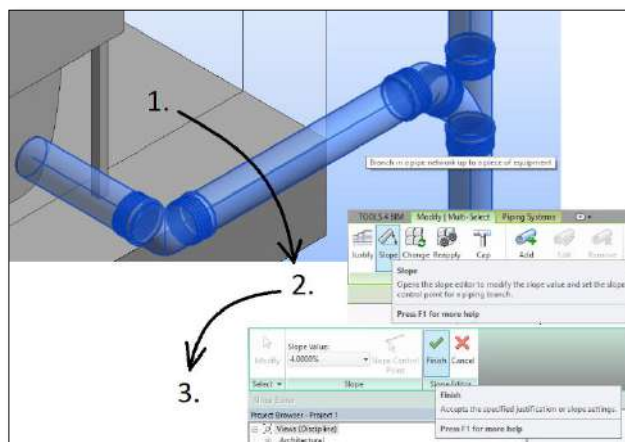 1.
Branch in a pipe network up to a piece of equipment
TOOLS 4 BIM Modify | Multi-Select Piping Systems
2.
Justify Slope Change Reapply Cap Add Edit Remove
Slope
Opens the slope editor to modify the slope value and set the slope
control point for a piping branch.
Press F1 for more help
3.
Modify
Slope Value:
4.0000%
Slope Control
Point
Finish Cancel
Select Slope Slope Editor
Finish
Accepts the specified justification or slope settings.
Press F1 for more help
Project Browser - Project 1
Views (Discipline)
Architectural